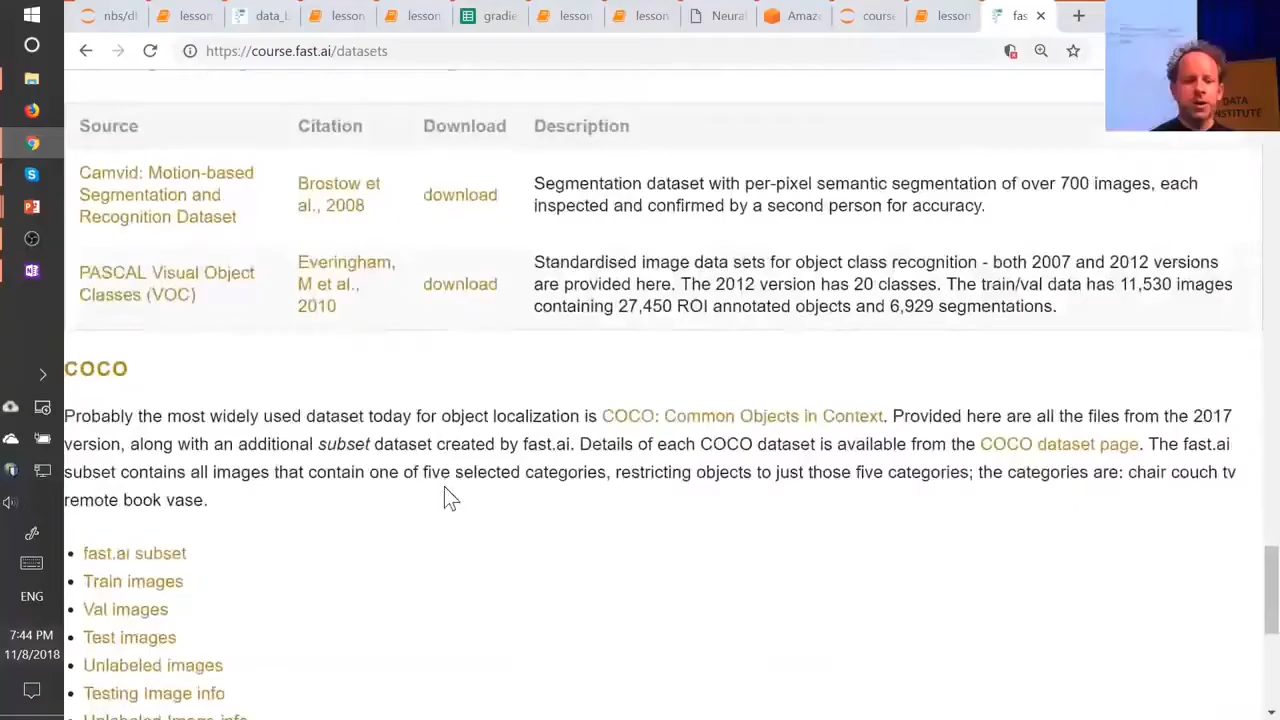 nbs/dl
lesson
data_L
lesson
lesson
gradie
lesson
lesson
Neural
Amaz
course
lesson
fas
https://course.fast.ai/datasets
DATA
Source Citation Download Description
Camvid: Motion-based
Segmentation and
Recognition Dataset
Brostow et
al., 2008
download
Segmentation dataset with per-pixel semantic segmentation of over 700 images, each
inspected and confirmed by a second person for accuracy.
PASCAL Visual Object
Classes (VOC)
Everingham,
M et al.,
2010
download
Standardised image data sets for object class recognition - both 2007 and 2012 versions
are provided here. The 2012 version has 20 classes. The train/val data has 11,530 images
containing 27,450 ROI annotated objects and 6,929 segmentations.
COCO
Probably the most widely used dataset today for object localization is COCO: Common Objects in Context. Provided here are all the files from the 2017
version, along with an additional subset dataset created by fast.ai. Details of each COCO dataset is available from the COCO dataset page. The fast.ai
subset contains all images that contain one of five selected categories, restricting objects to just those five categories; the categories are: chair couch tv
remote book vase.
• fast.ai subset
• Train images
• Val images
• Test images
• Unlabeled images
• Testing Image info
Unlabeled Image info
ENG
7:44 PM
11/8/2018